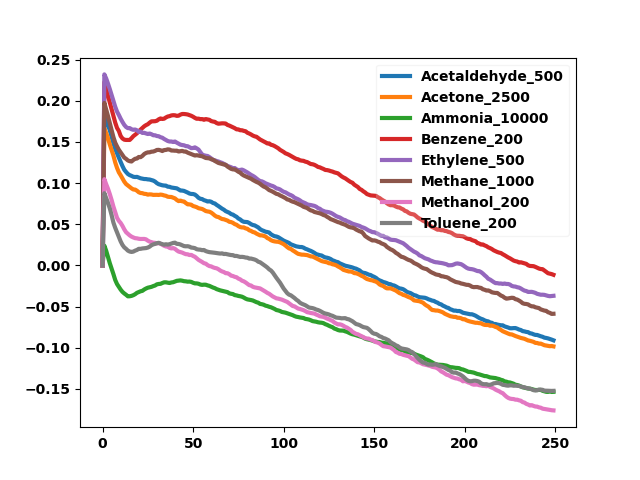 0.25
0.20
0.15
0.10
0.05
0.00
−0.05
−0.10
−0.15
0 50 100 150 200 250
Acetaldehyde_500
Acetone_2500
Ammonia_10000
Benzene_200
Ethylene_500
Methane_1000
Methanol_200
Toluene_200